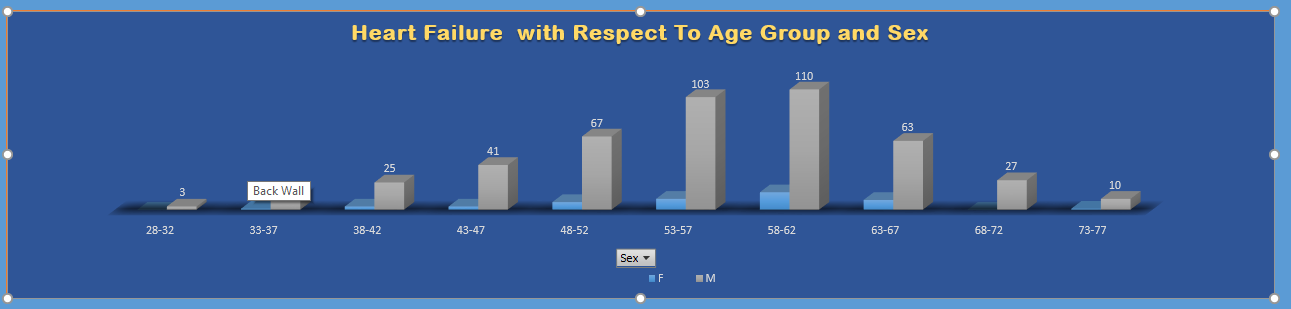 Heart Failure  with Respect To Age Group and Sex
110
103
67
63
41
25
27
3
Back Wall
10
28-32 33-37 38-42 43-47 48-52 53-57 58-62 63-67 68-72 73-77
Sex
F M